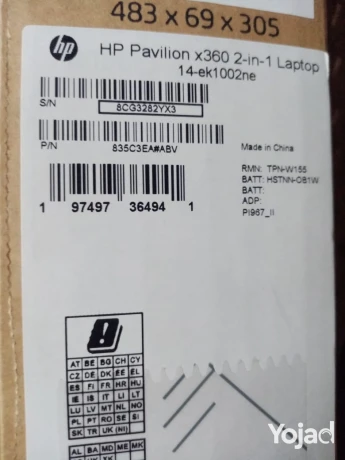 483 x 69 x 305
hp HP Pavilion x360 2-in-1 Laptop
14-ek1002ne
S/N 8CG3282YX3
P/N 835C3EA#ABV
Made in China
RMN: TPN-W155
BATT: HSTNN-OB1W
BATT:
ADP:
PI967_II
1 97497 36494 1
AT BE BG CH CY
CZ DE DK EE EL
ES FI FR HR HU
IE IS IT LI LT
LU LV MT NL NO
PL PT RO SE SI
SK TR UK (NI)
AL BA MD ME MK
Yojad